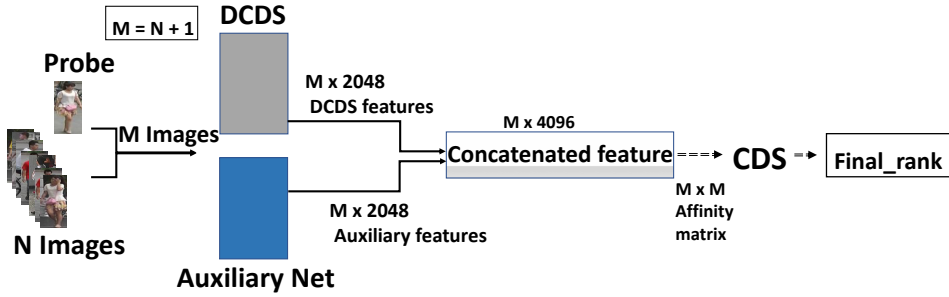 DCDS
M = N + 1
Probe
M x 2048
DCDS features
M Images
M x 4096
Concatenated feature
CDS
Final_rank
M x M
Affinity
matrix
M x 2048
Auxiliary features
N Images
Auxiliary Net